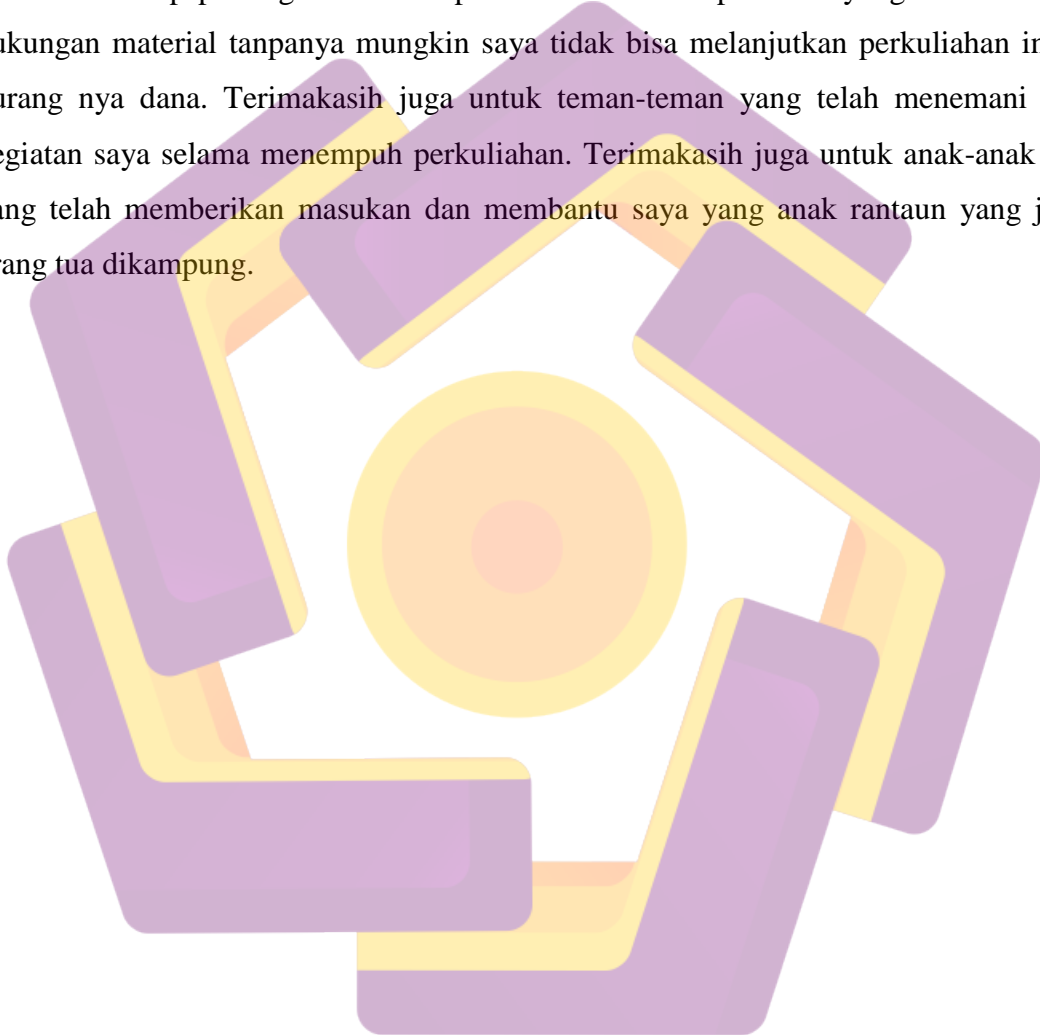 ukungan material tanpanya mungkin saya tidak bisa melanjutkan perkuliahan in
urang nya dana. Terimakasih juga untuk teman-teman yang telah menemani
egiatan saya selama menempuh perkuliahan. Terimakasih juga untuk anak-anak
ang telah memberikan masukan dan membantu saya yang anak rantaun yang j
rang tua dikampung.